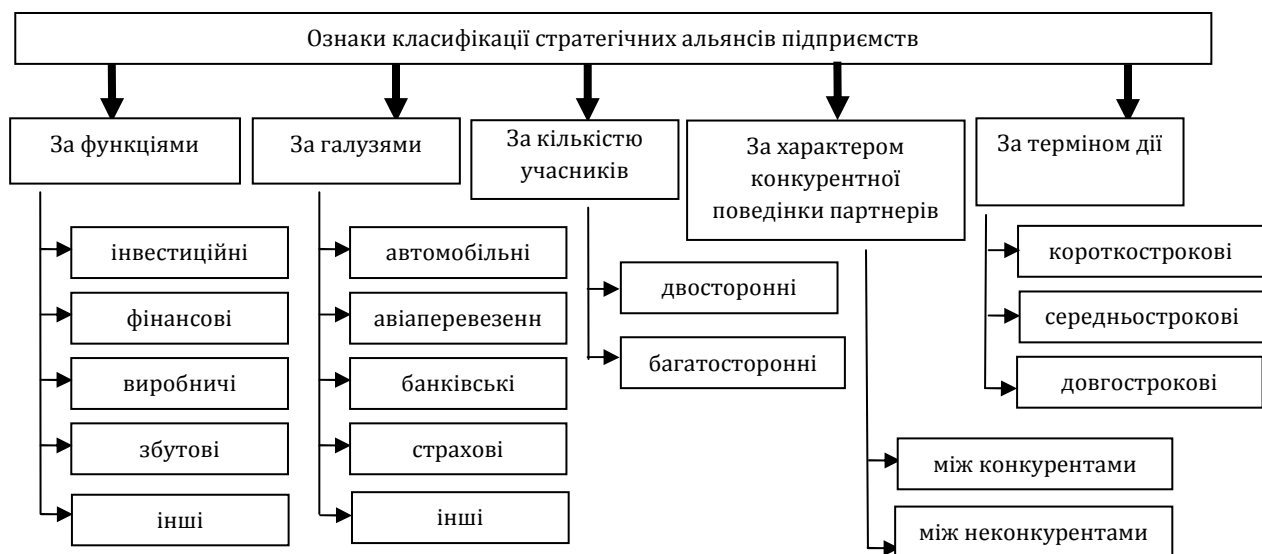 Ознаки класифікації стратегічних альянсів підприємств
За функціями
інвестиційні
фінансові
виробничі
збутові
інші
За галузями
автомобільні
авіаперевезенн
банківські
страхові
інші
За кількістю
учасників
двосторонні
багатосторонні
За характером
конкурентної
поведінки партнерів
між конкурентами
між неконкурентами
За терміном дії
короткострокові
середньострокові
довгострокові